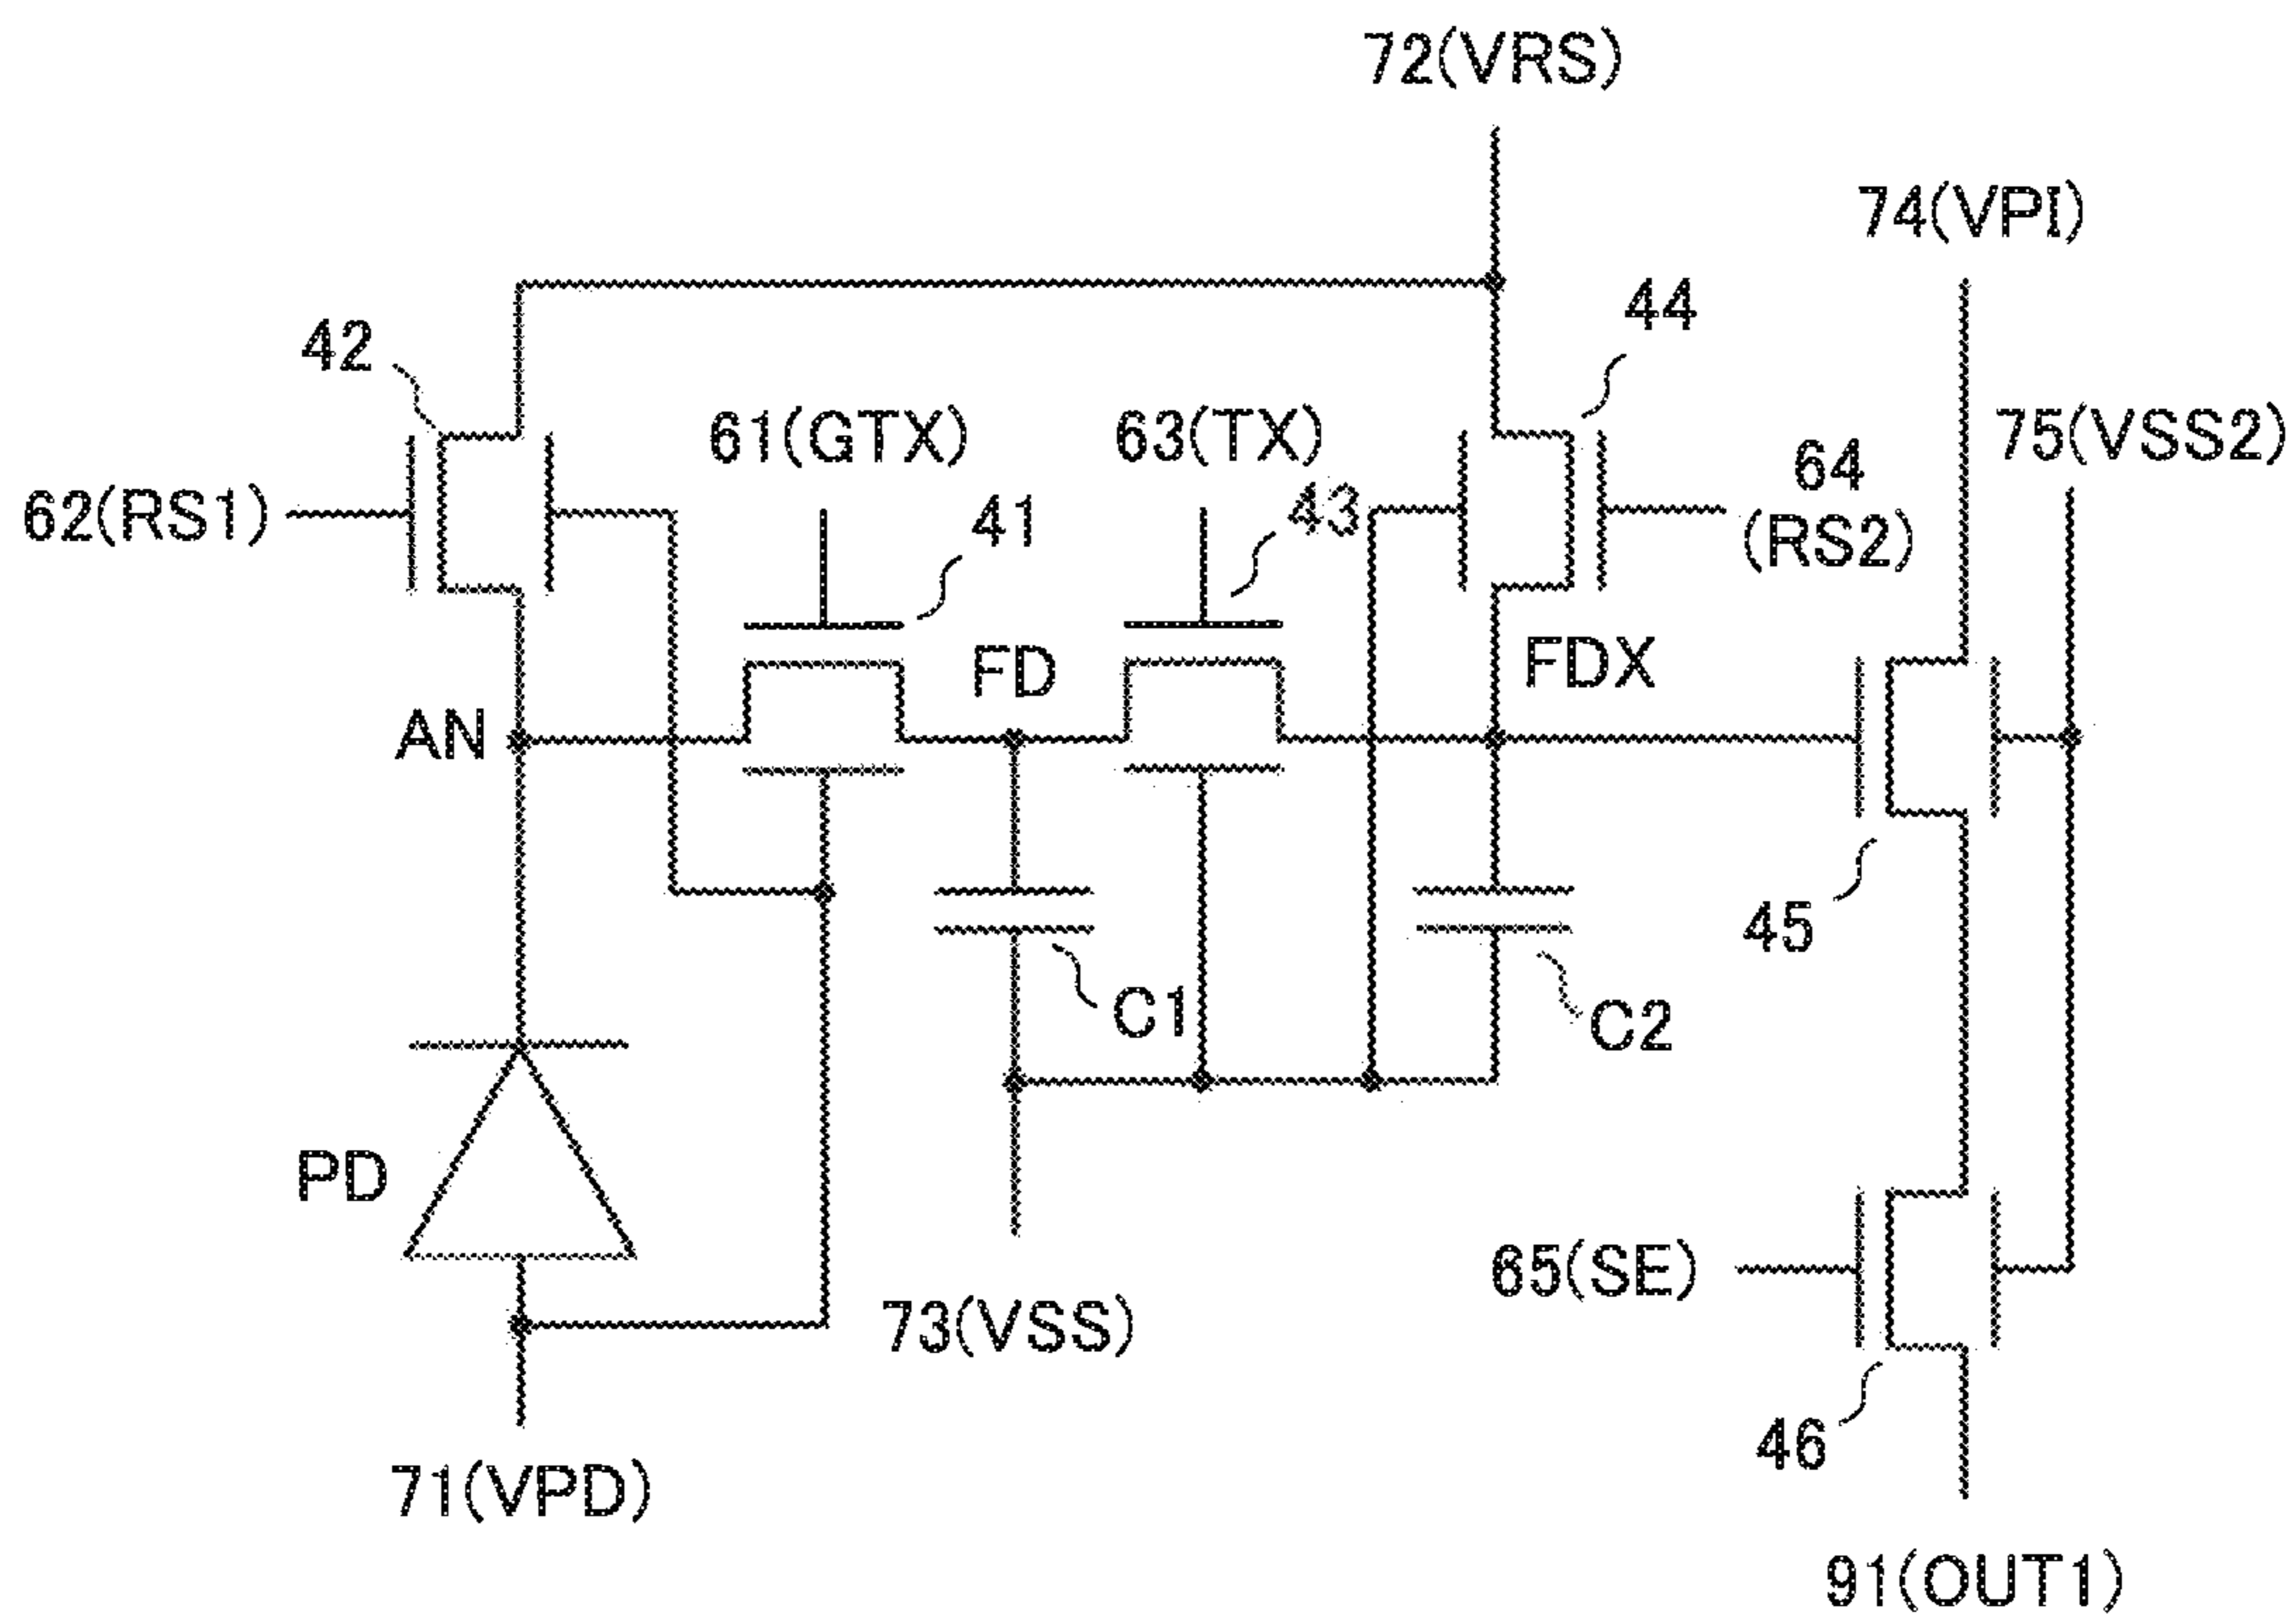 72(VRS)
74(VPI)
44
42
75(VSS2)
61(GTX)
63(TX)
64
(RS2)
43
41
62(RS1)
FD
FDX
AN
45
C1
C2
PD
65(SE)
73(VSS)
46
71(VPD)
91(OUT1)